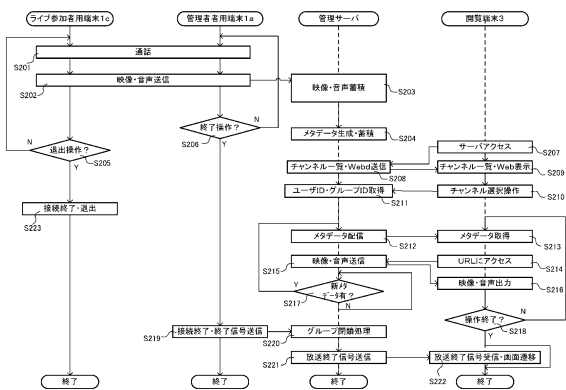 ライブ参加者用端末1c
管理者者用端末1a
管理サーバ
閲覧端末3
通話
S201
映像・音声送信
S202
映像・音声蓄積
S203
終了操作？
N
S206
Y
メタデータ生成・蓄積
S204
N
退出操作？
S205
Y
サーバアクセス
S207
チャンネル一覧・Webd送信
S208
チャンネル一覧・Web表示
S209
ユーザID・グループID取得
S211
チャンネル選択操作
S210
接続終了・退出
S223
メタデータ配信
S212
メタデータ取得
S213
映像・音声送信
S215
URLにアクセス
S214
映像・音声出力
S216
Y
新メタデータ有？
S217
N
操作終了？
N
S218
Y
S219
接続終了・終了信号送信
グループ閉鎖処理
S220
放送終了信号送信
S221
放送終了信号受信・画面遷移
S222
終了
終了
終了
終了